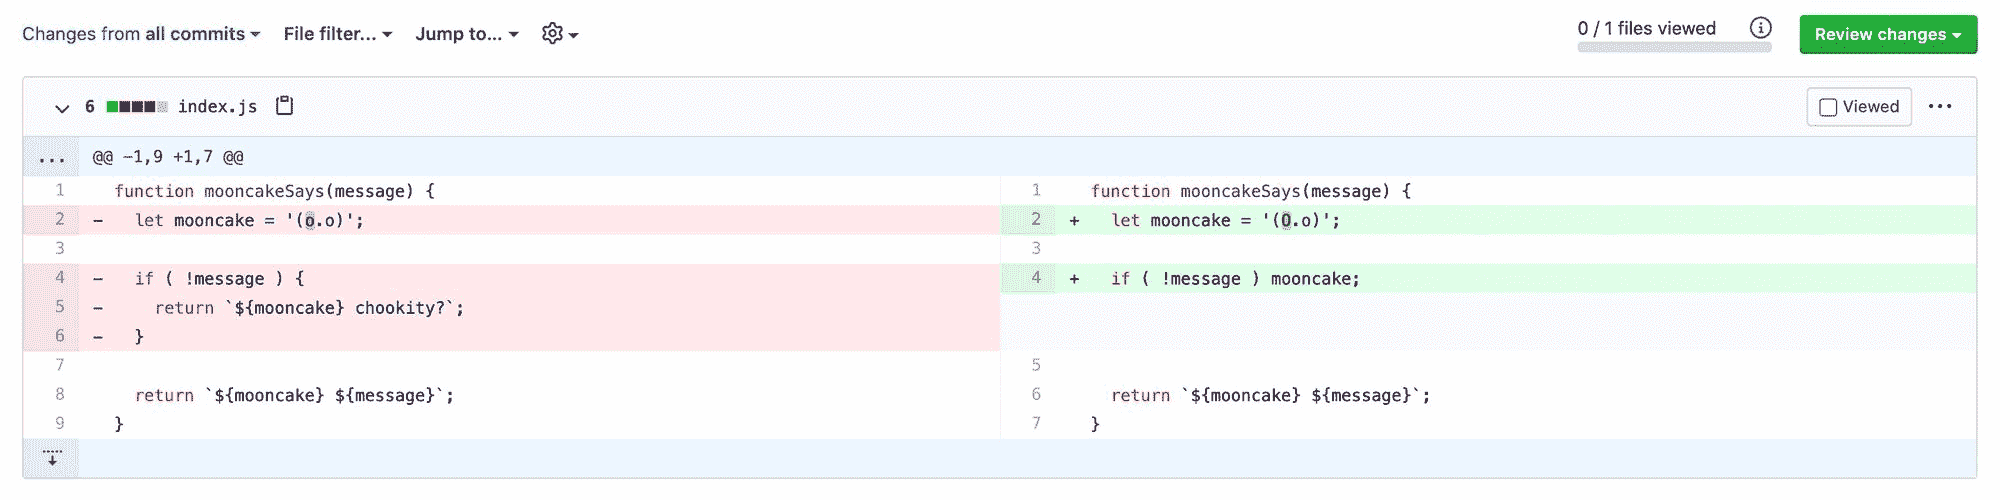 Changes from all commits File filter... Jump to... 0 / 1 files viewed Review changes
6 index.js Viewed
... @@ -1,9 +1,7 @@
1 function mooncakeSays(message) { 1 function mooncakeSays(message) {
2 - let mooncake = '(o.o)'; 2 + let mooncake = '(O.o)';
3 3
4 - if ( !message ) { 4 + if ( !message ) mooncake;
5 - return `${mooncake} chookity?`;
6 - }
7 5
8 return `${mooncake} ${message}`; 6 return `${mooncake} ${message}`;
9 } 7 }